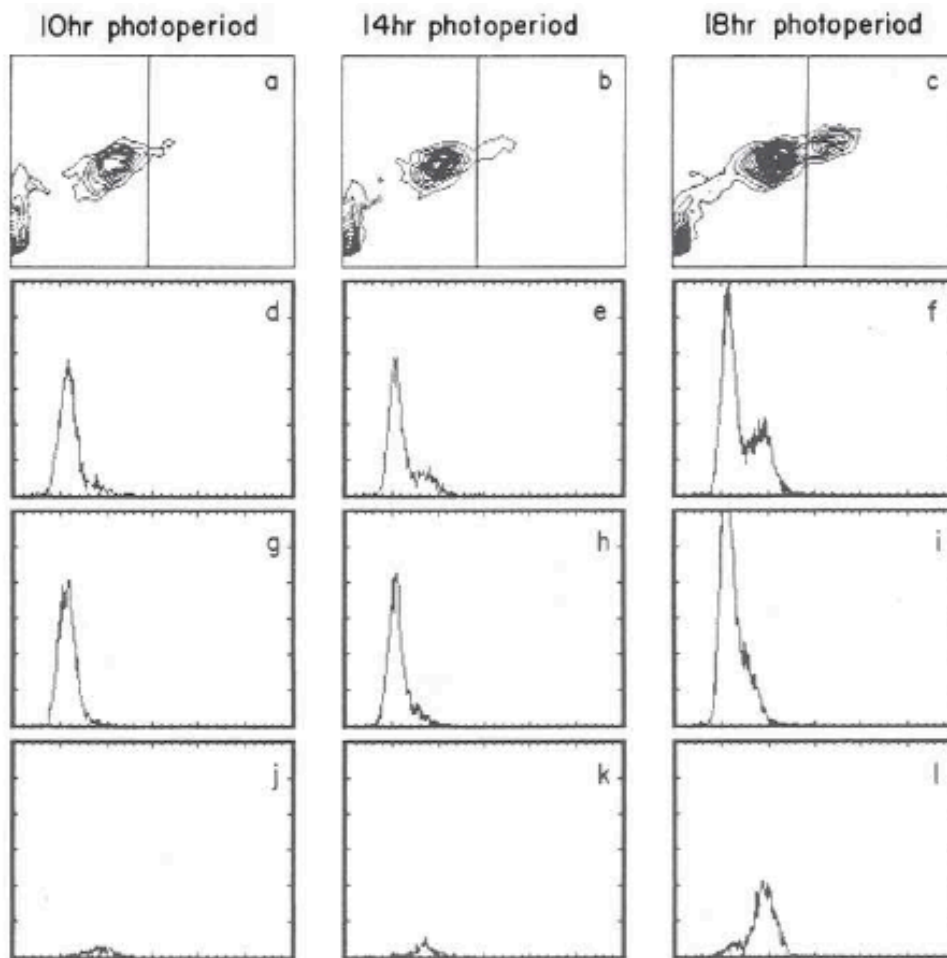 10hr photoperiod 14hr photoperiod 18hr photoperiod
a b c
d e f
g h i
j k l